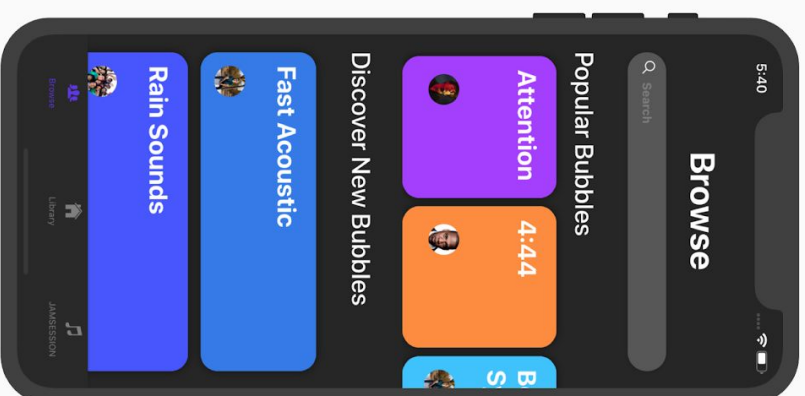 5:40
Browse
Search
Popular Bubbles
Attention
4:44
Discover New Bubbles
Fast Acoustic
Rain Sounds
Browse
Library
JAMSESSION